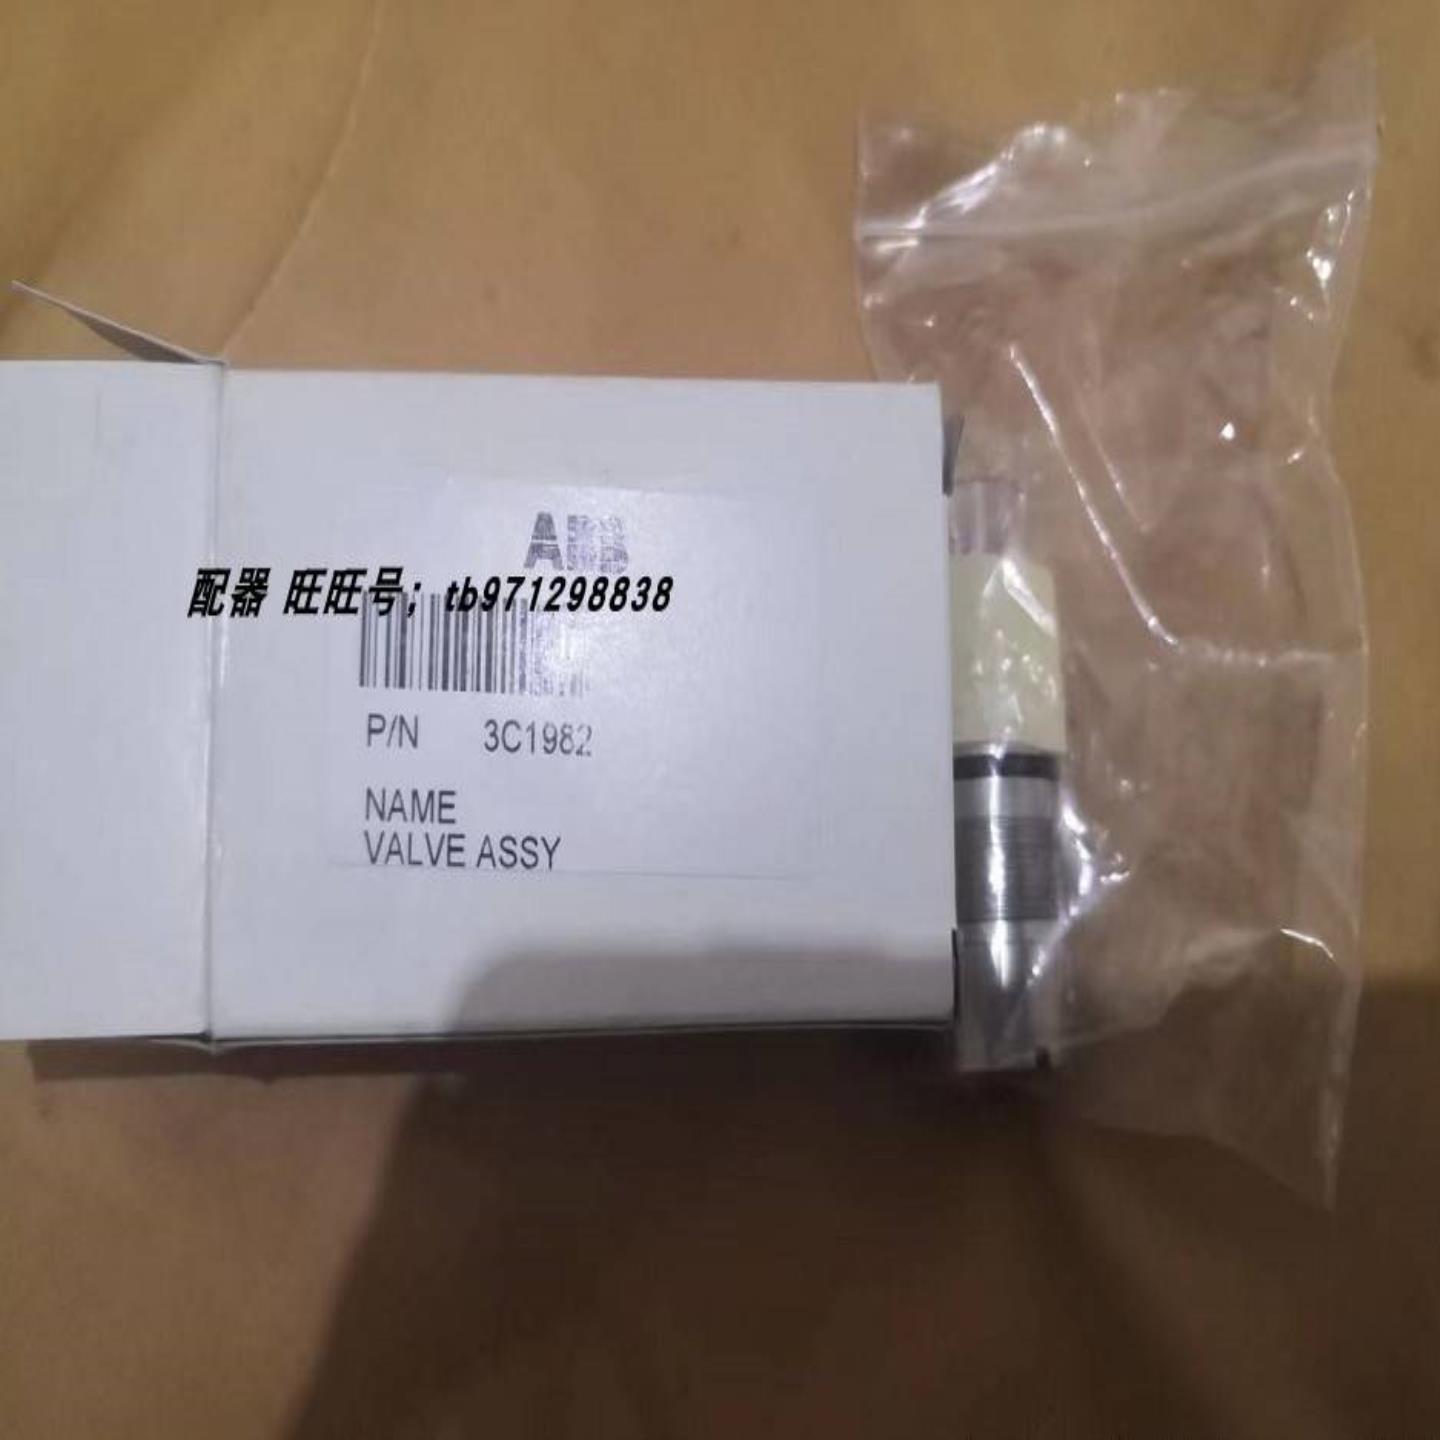 ABB
配器 旺旺号；tb971298838
P/N 3C1982
NAME
VALVE ASSY